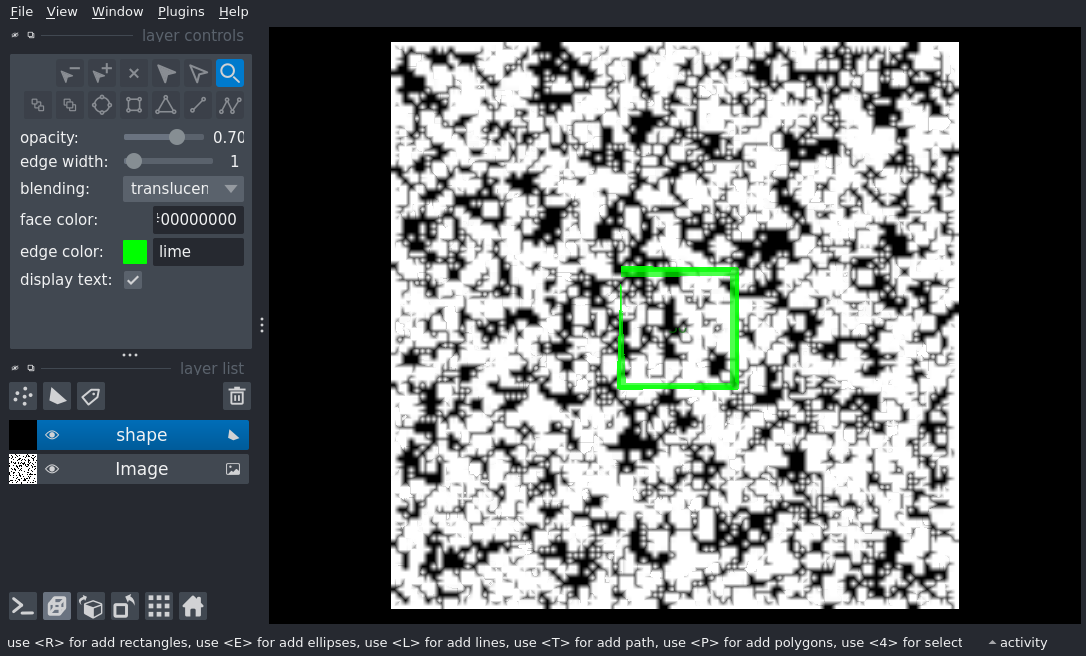 File View Window Plugins Help
layer controls
opacity: 0.70
edge width: 1
blending: translucen
face color: :00000000
edge color: lime
display text:
layer list
shape
Image
use <R> for add rectangles, use <E> for add ellipses, use <L> for add lines, use <T> for add path, use <P> for add polygons, use <4> for select
activity